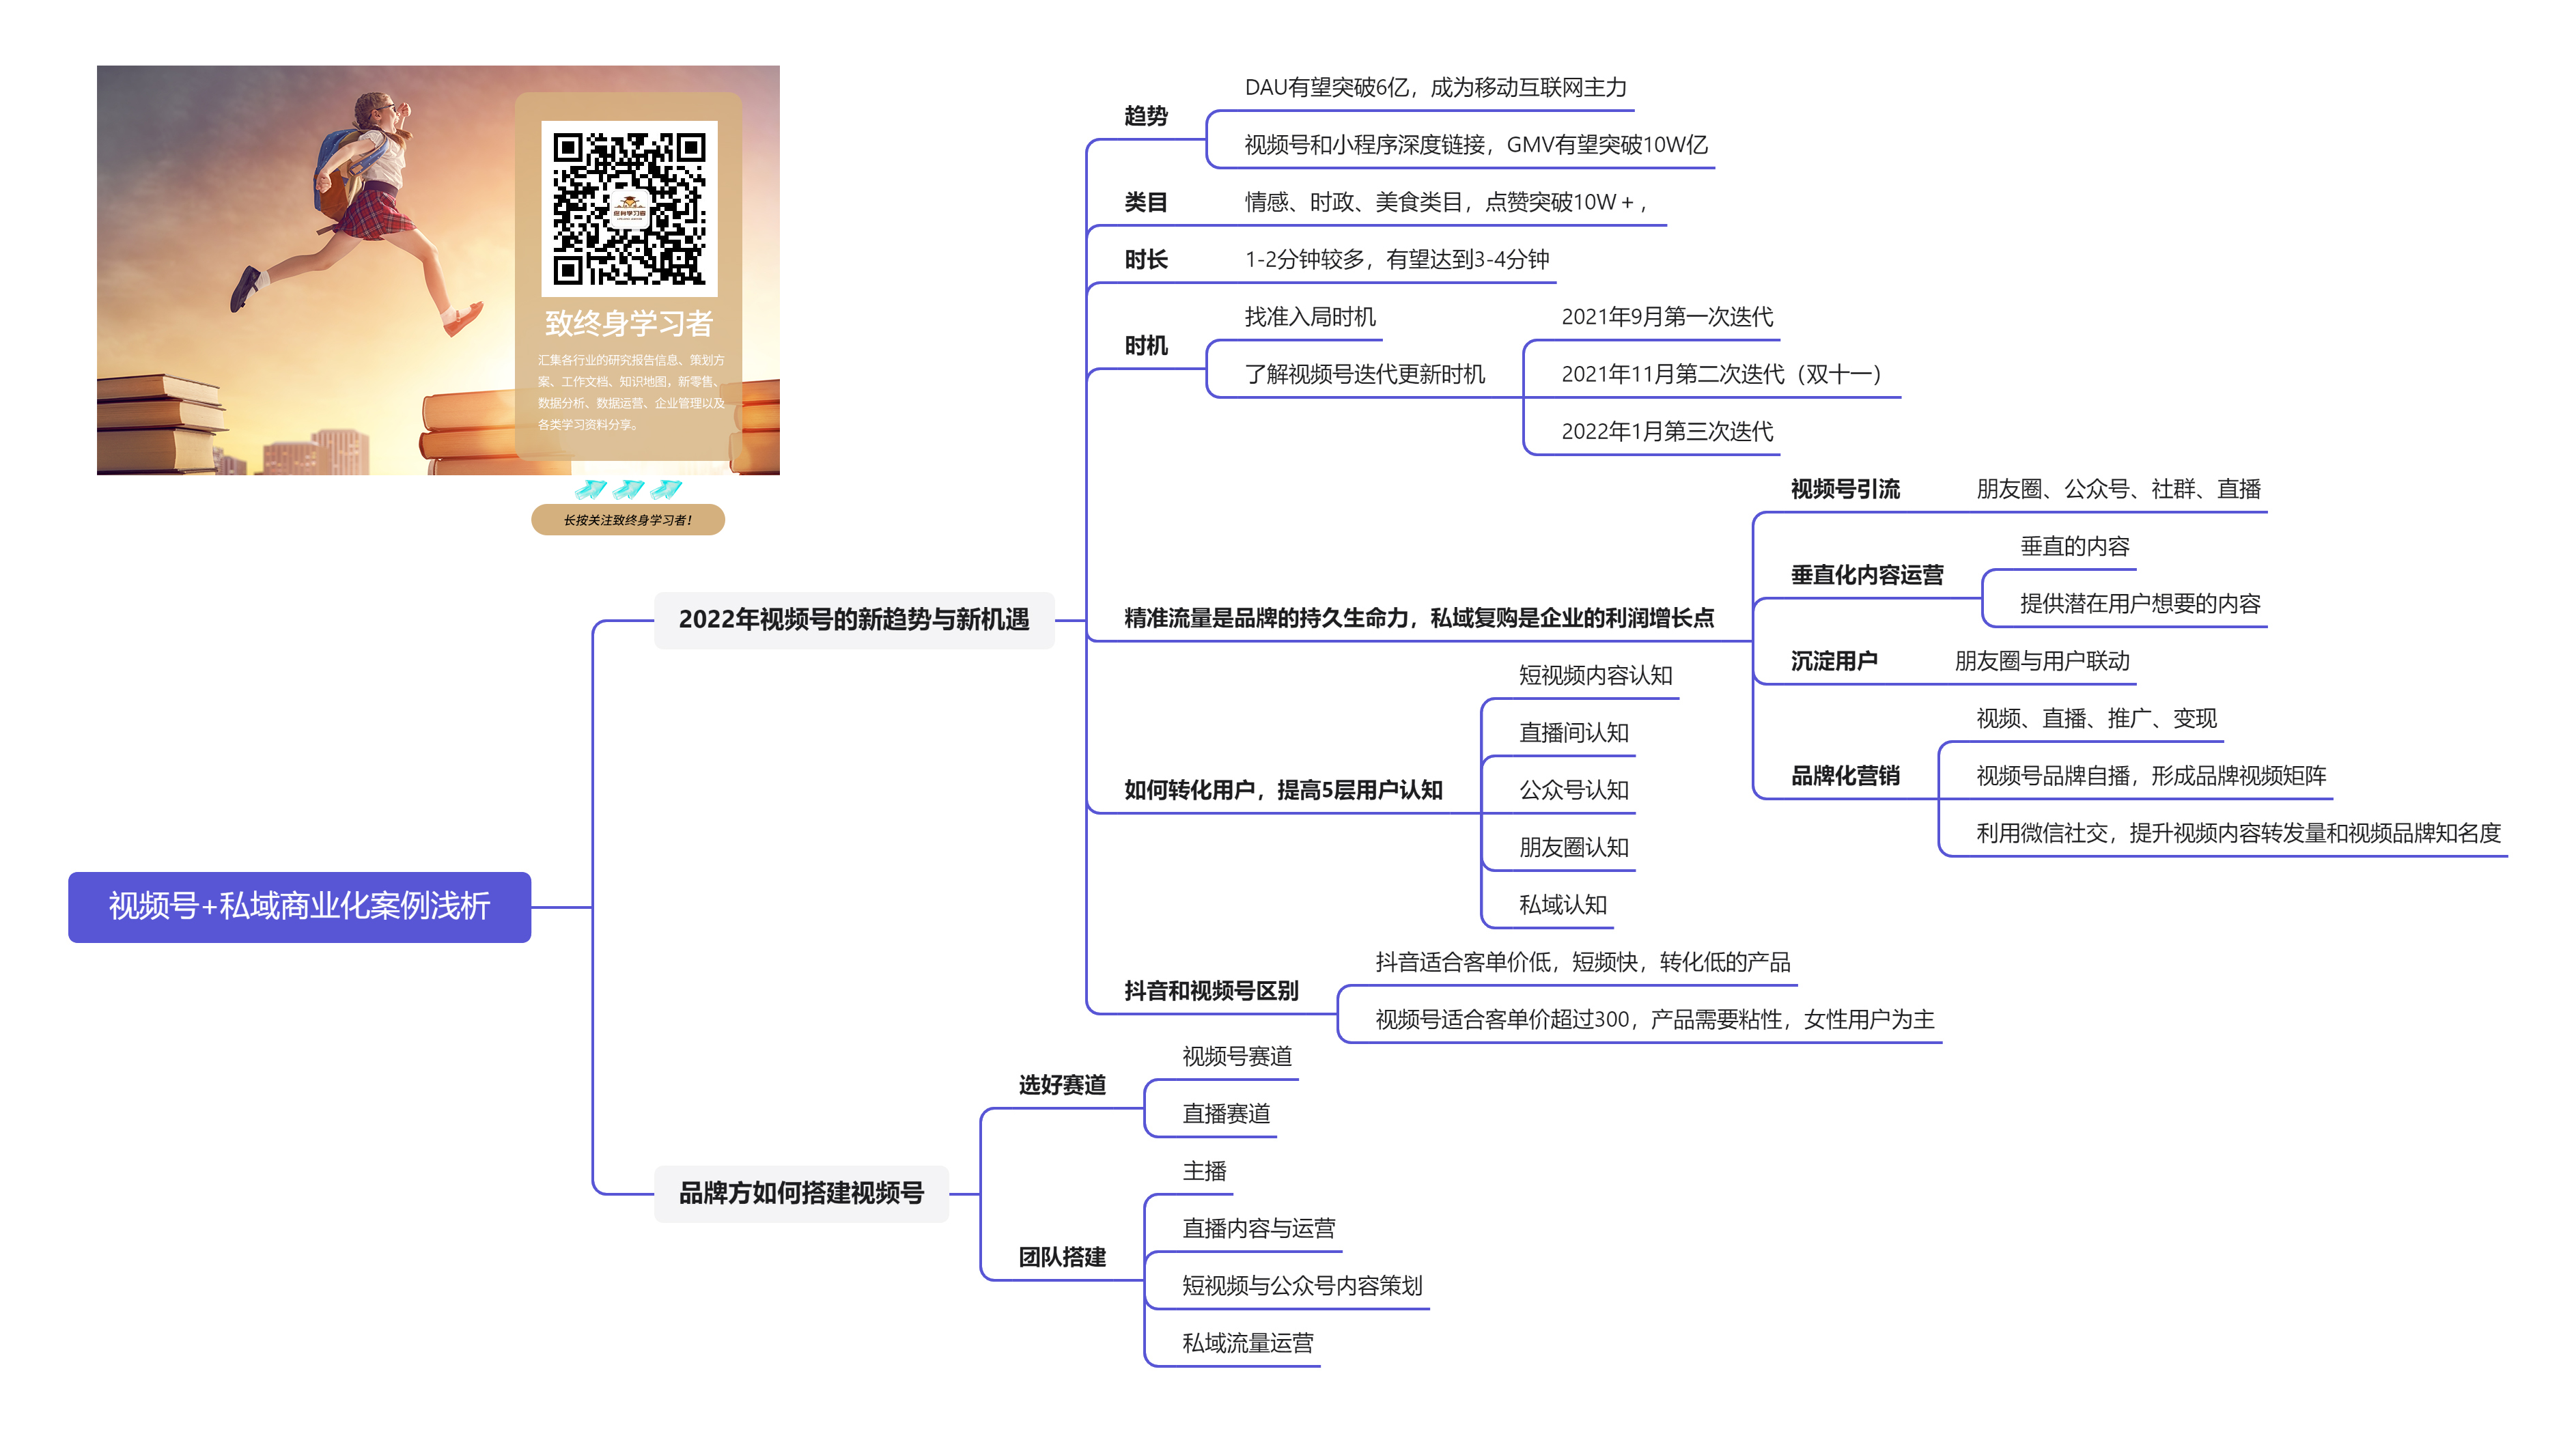 致终身学习者
汇集各行业的研究报告信息、策划方
案、工作文档、知识地图，新零售、
数据分析、数据运营、企业管理以及
各类学习资料分享。
长按关注致终身学习者！
视频号+私域商业化案例浅析
2022年视频号的新趋势与新机遇
趋势
DAU有望突破6亿，成为移动互联网主力
视频号和小程序深度链接，GMV有望突破10W亿
类目
情感、时政、美食类目，点赞突破10W＋，
时长
1-2分钟较多，有望达到3-4分钟
时机
找准入局时机
了解视频号迭代更新时机
2021年9月第一次迭代
2021年11月第二次迭代（双十一）
2022年1月第三次迭代
精准流量是品牌的持久生命力，私域复购是企业的利润增长点
视频号引流
朋友圈、公众号、社群、直播
垂直化内容运营
垂直的内容
提供潜在用户想要的内容
沉淀用户
朋友圈与用户联动
品牌化营销
视频、直播、推广、变现
视频号品牌自播，形成品牌视频矩阵
利用微信社交，提升视频内容转发量和视频品牌知名度
如何转化用户，提高5层用户认知
短视频内容认知
直播间认知
公众号认知
朋友圈认知
私域认知
抖音和视频号区别
抖音适合客单价低，短频快，转化低的产品
视频号适合客单价超过300，产品需要粘性，女性用户为主
品牌方如何搭建视频号
选好赛道
视频号赛道
直播赛道
团队搭建
主播
直播内容与运营
短视频与公众号内容策划
私域流量运营